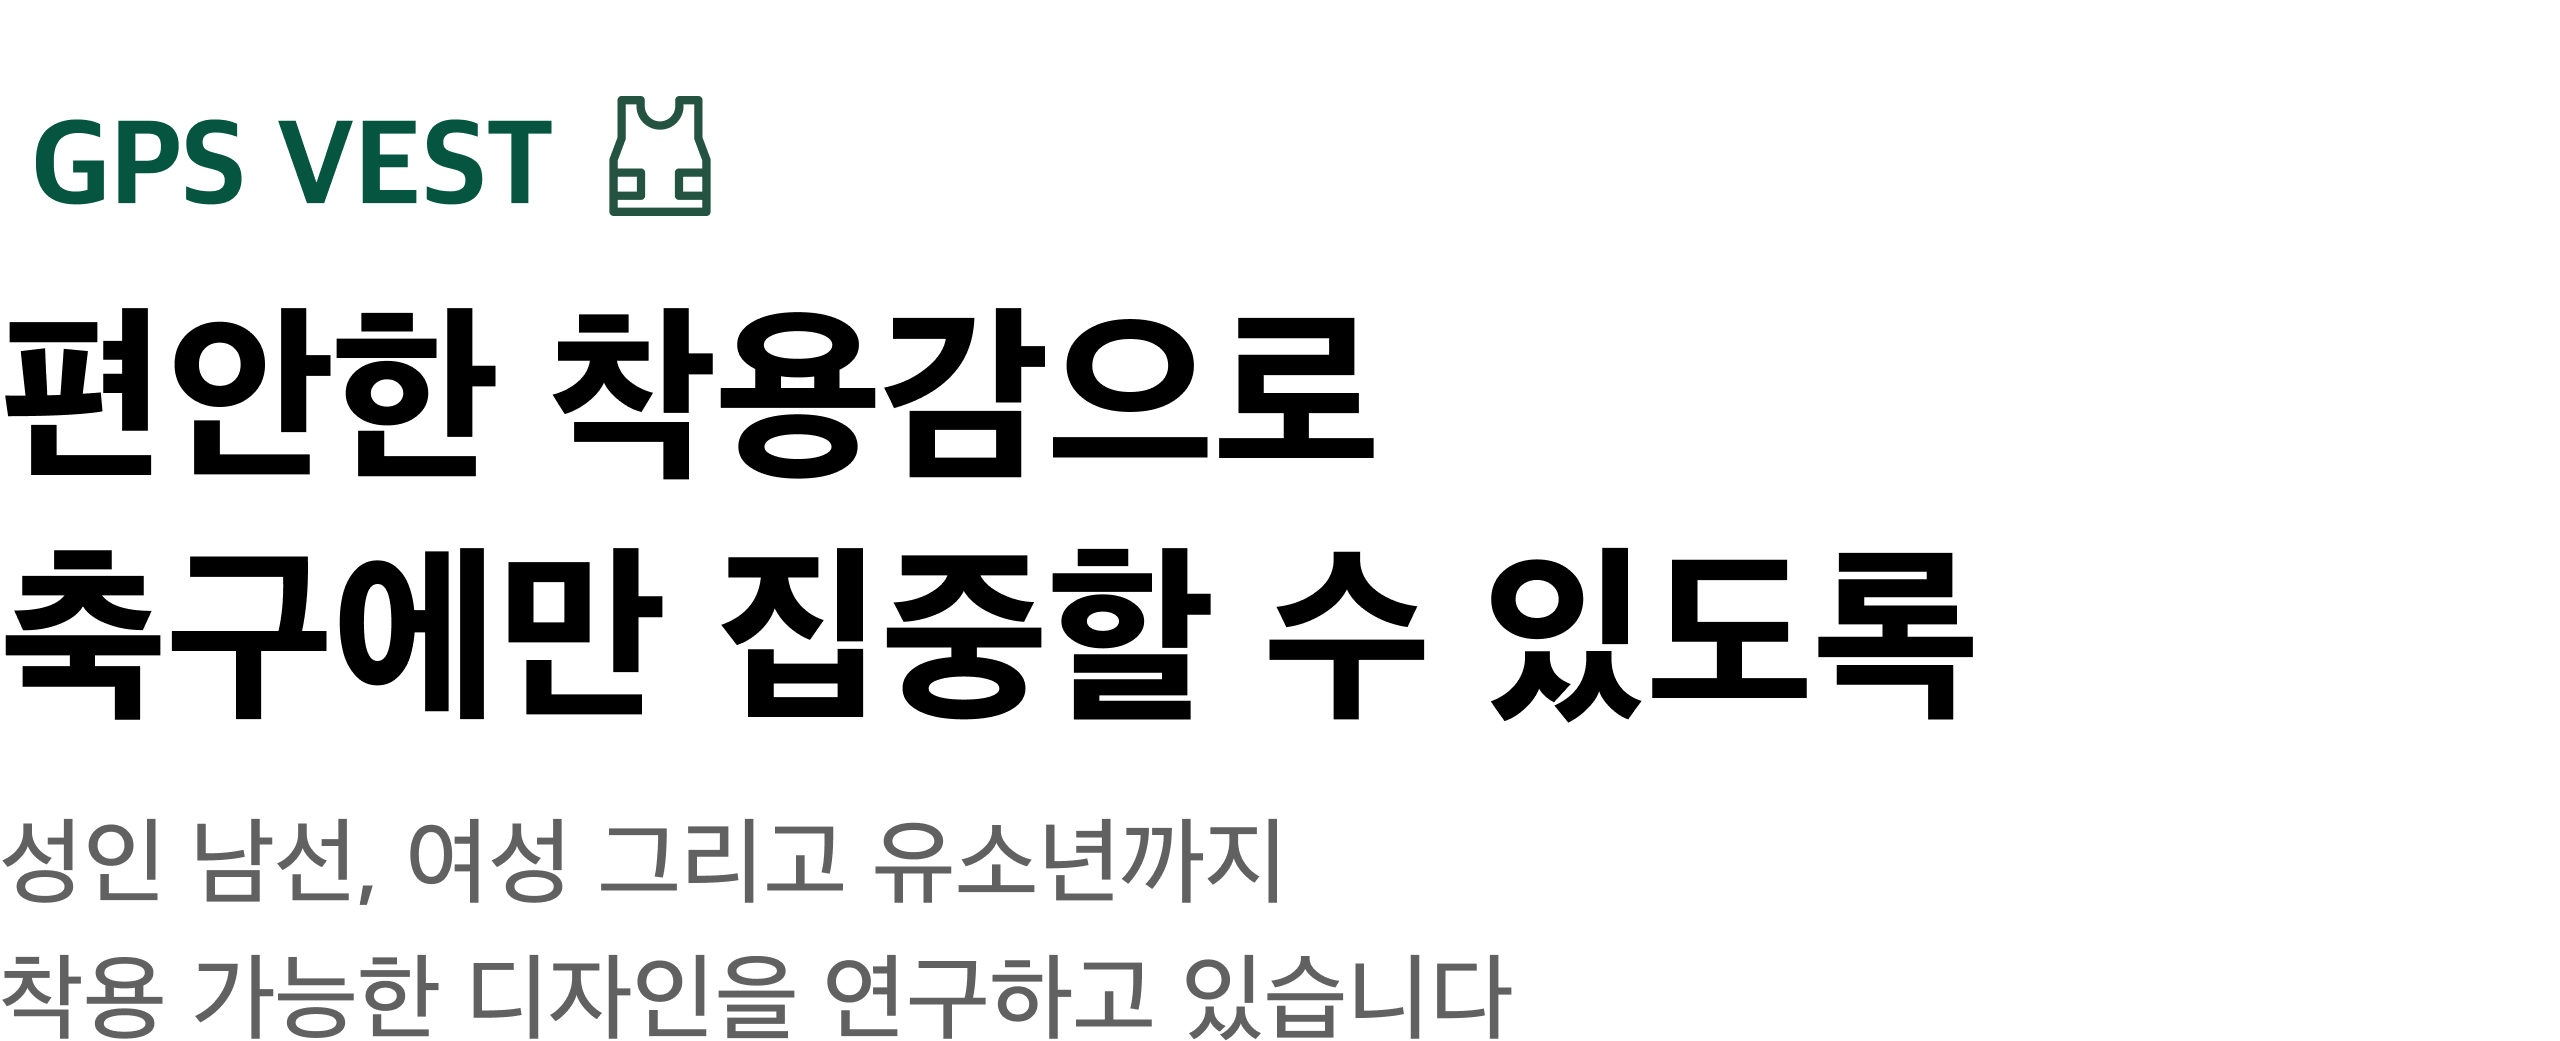 GPS VEST
편안한 착용감으로
축구에만 집중할 수 있도록
성인 남선, 여성 그리고 유소년까지
착용 가능한 디자인을 연구하고 있습니다